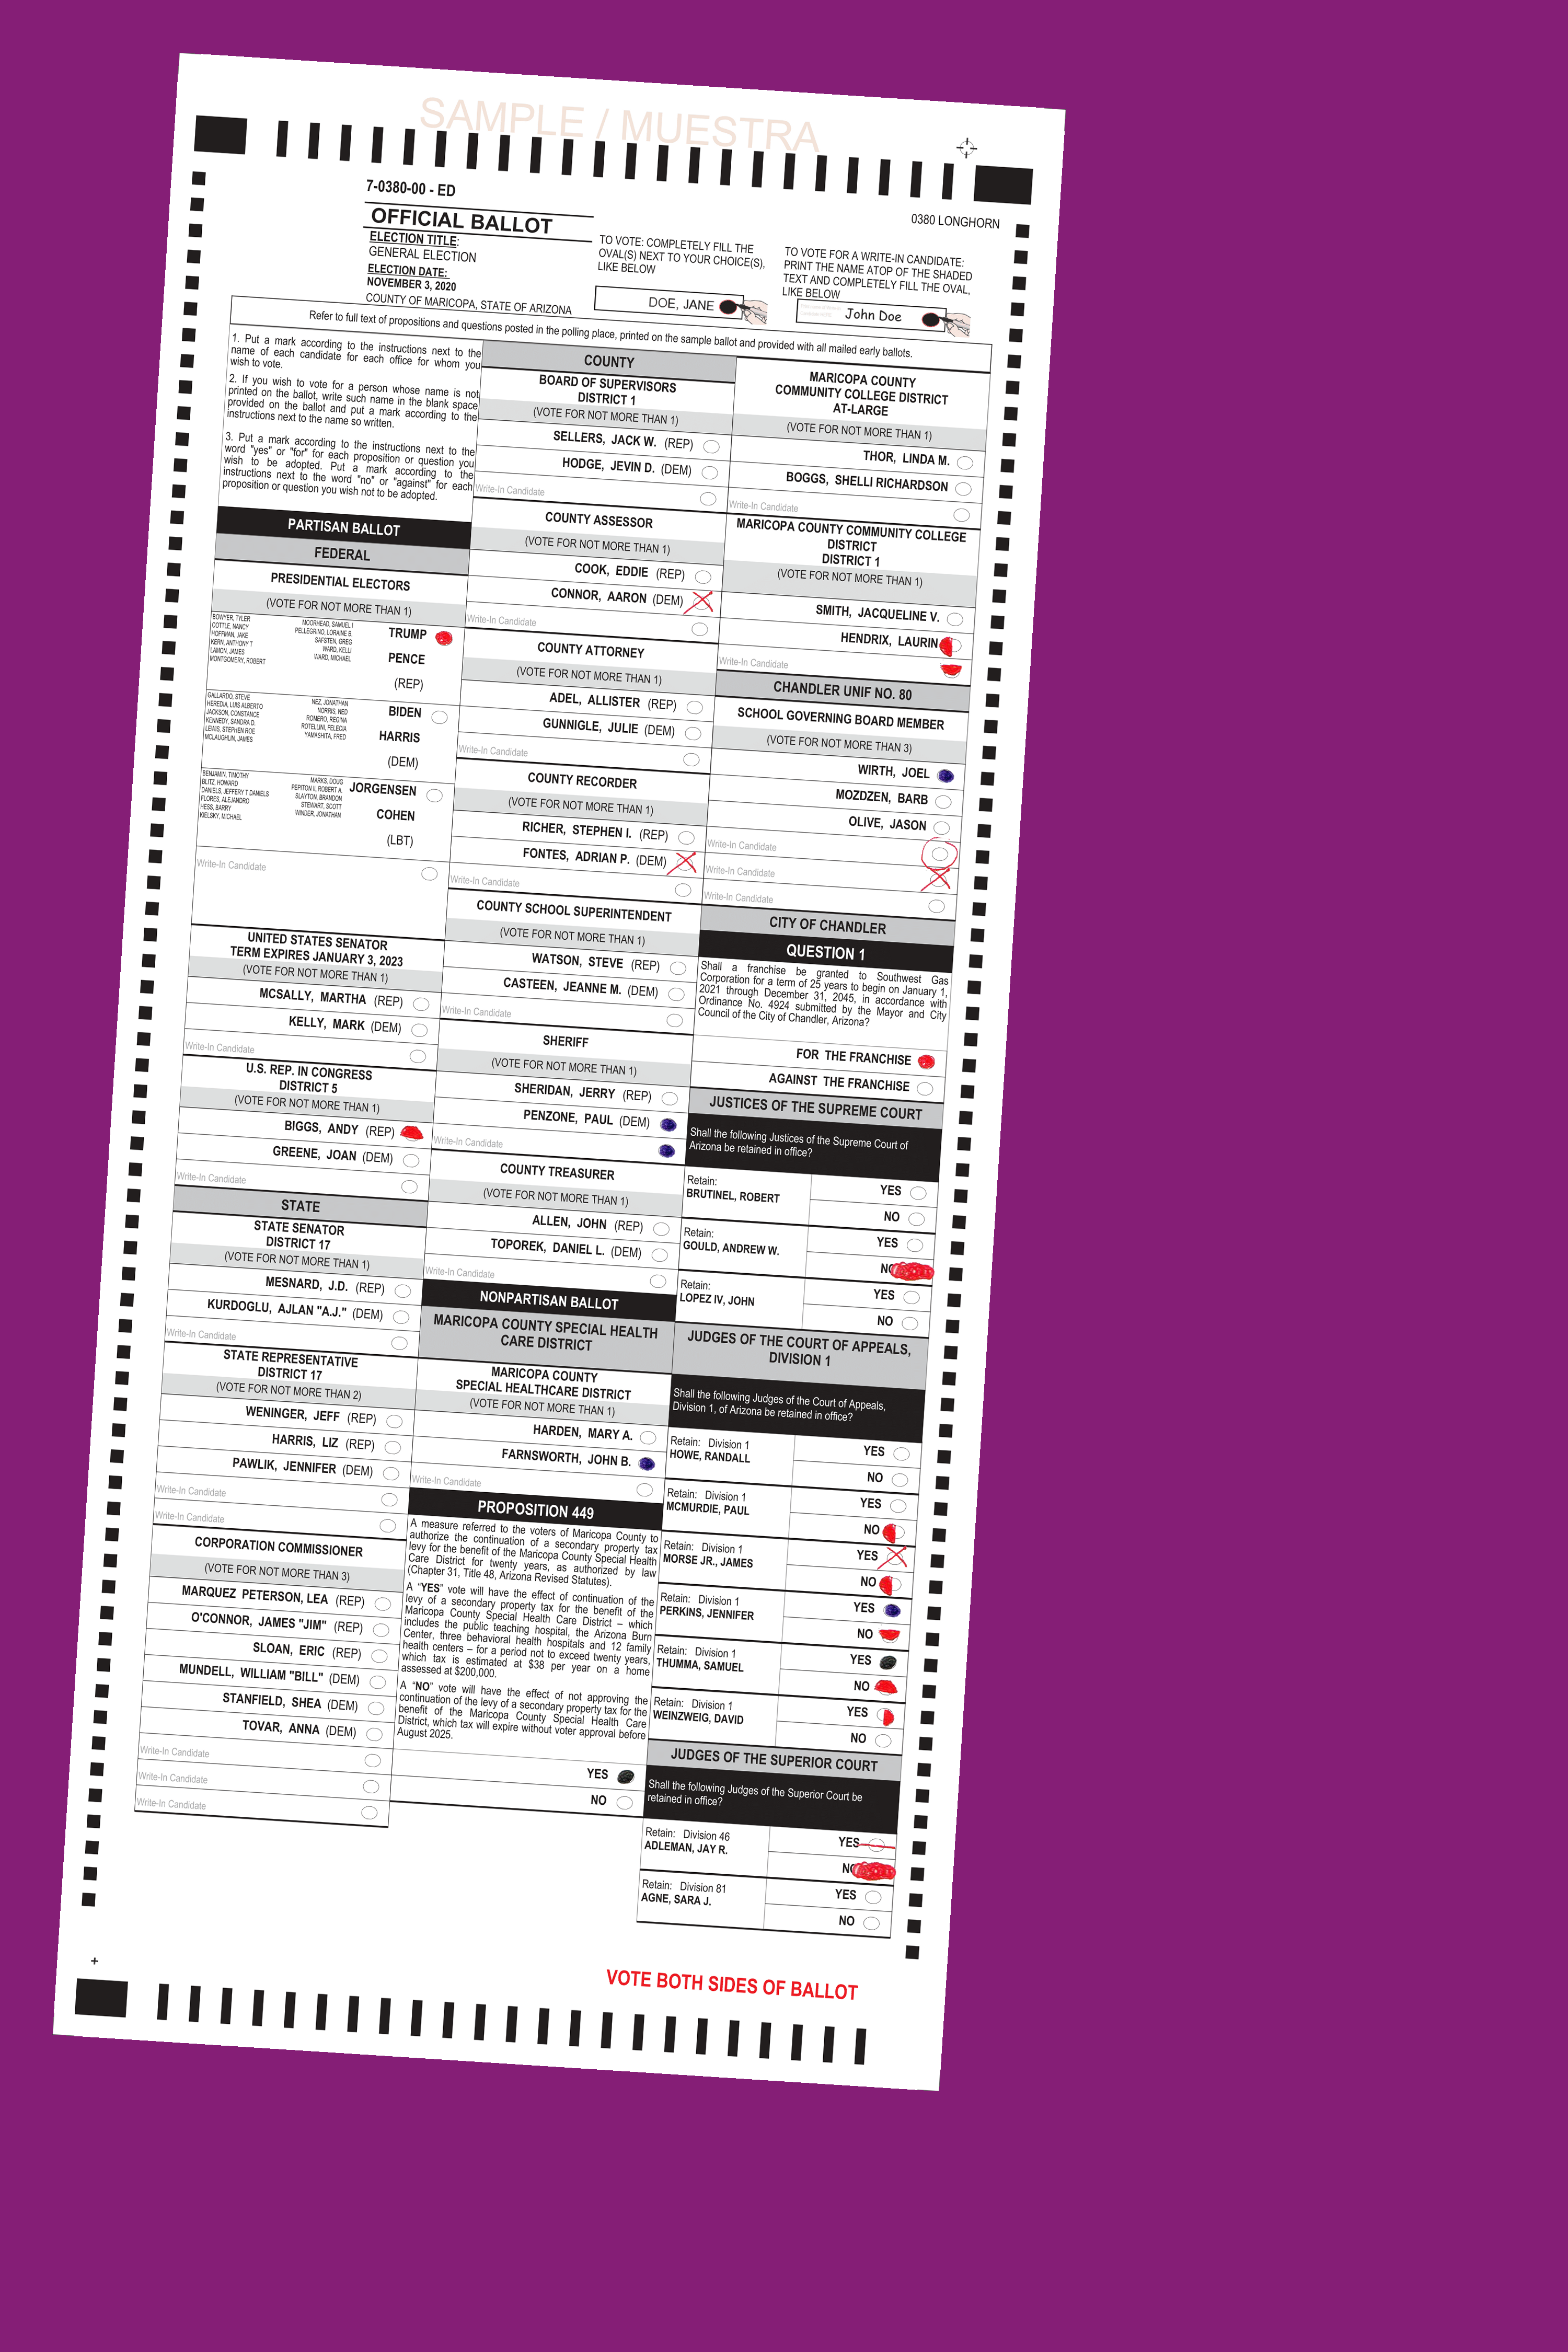 SAMPLE / MUESTRA
7-0380-00 - ED
0380 LONGHORN
OFFICIAL BALLOT
ELECTION TITLE:
GENERAL ELECTION
ELECTION DATE:
NOVEMBER 3, 2020
COUNTY OF MARICOPA, STATE OF ARIZONA
TO VOTE: COMPLETELY FILL THE
OVAL(S) NEXT TO YOUR CHOICE(S),
LIKE BELOW
DOE, JANE
TO VOTE FOR A WRITE-IN CANDIDATE:
PRINT THE NAME ATOP OF THE SHADED
TEXT AND COMPLETELY FILL THE OVAL,
LIKE BELOW
John Doe
Refer to full text of propositions and questions posted in the polling place, printed on the sample ballot and provided with all mailed early ballots.
1. Put a mark according to the instructions next to the
name of each candidate for each office for whom you
wish to vote.
2. If you wish to vote for a person whose name is not
printed on the ballot, write such name in the blank space
provided on the ballot and put a mark according to the
instructions next to the name so written.
3. Put a mark according to the instructions next to the
word "yes" or "for" for each proposition or question you
wish to be adopted. Put a mark according to the
instructions next to the word "no" or "against" for each
proposition or question you wish not to be adopted.
PARTISAN BALLOT
FEDERAL
PRESIDENTIAL ELECTORS
(VOTE FOR NOT MORE THAN 1)
BOWYER, TYLER
COTTLE, NANCY
HOFFMAN, JAKE
KERN, ANTHONY T
LAMON, JAMES
MONTGOMERY, ROBERT
MOORHEAD, SAMUEL I
PELLEGRINO, LORAINE B.
SAFSTEN, GREG
WARD, KELLI
WARD, MICHAEL
TRUMP
PENCE
(REP)
GALLARDO, STEVE
HEREDIA, LUIS ALBERTO
JACKSON, CONSTANCE
KENNEDY, SANDRA D.
LEWIS, STEPHEN ROE
MCLAUGHLIN, JAMES
NEZ, JONATHAN
NORRIS, NED
ROMERO, REGINA
ROTELLINI, FELECIA
YAMASHITA, FRED
BIDEN
HARRIS
(DEM)
BENJAMIN, TIMOTHY
BLITZ, HOWARD
DANIELS, JEFFERY T DANIELS
FLORES, ALEJANDRO
HESS, BARRY
KIELSKY, MICHAEL
MARKS, DOUG
PEPITON II, ROBERT A.
SLAYTON, BRANDON
STEWART, SCOTT
WINDER, JONATHAN
JORGENSEN
COHEN
(LBT)
Write-In Candidate
UNITED STATES SENATOR
TERM EXPIRES JANUARY 3, 2023
(VOTE FOR NOT MORE THAN 1)
MCSALLY, MARTHA (REP)
KELLY, MARK (DEM)
Write-In Candidate
U.S. REP. IN CONGRESS
DISTRICT 5
(VOTE FOR NOT MORE THAN 1)
BIGGS, ANDY (REP)
GREENE, JOAN (DEM)
Write-In Candidate
STATE
STATE SENATOR
DISTRICT 17
(VOTE FOR NOT MORE THAN 1)
MESNARD, J.D. (REP)
KURDOGLU, AJLAN "A.J." (DEM)
Write-In Candidate
STATE REPRESENTATIVE
DISTRICT 17
(VOTE FOR NOT MORE THAN 2)
WENINGER, JEFF (REP)
HARRIS, LIZ (REP)
PAWLIK, JENNIFER (DEM)
Write-In Candidate
Write-In Candidate
CORPORATION COMMISSIONER
(VOTE FOR NOT MORE THAN 3)
MARQUEZ PETERSON, LEA (REP)
O'CONNOR, JAMES "JIM" (REP)
SLOAN, ERIC (REP)
MUNDELL, WILLIAM "BILL" (DEM)
STANFIELD, SHEA (DEM)
TOVAR, ANNA (DEM)
Write-In Candidate
Write-In Candidate
Write-In Candidate
COUNTY
BOARD OF SUPERVISORS
DISTRICT 1
(VOTE FOR NOT MORE THAN 1)
SELLERS, JACK W. (REP)
HODGE, JEVIN D. (DEM)
Write-In Candidate
COUNTY ASSESSOR
(VOTE FOR NOT MORE THAN 1)
COOK, EDDIE (REP)
CONNOR, AARON (DEM)
Write-In Candidate
COUNTY ATTORNEY
(VOTE FOR NOT MORE THAN 1)
ADEL, ALLISTER (REP)
GUNNIGLE, JULIE (DEM)
Write-In Candidate
COUNTY RECORDER
(VOTE FOR NOT MORE THAN 1)
RICHER, STEPHEN I. (REP)
FONTES, ADRIAN P. (DEM)
Write-In Candidate
COUNTY SCHOOL SUPERINTENDENT
(VOTE FOR NOT MORE THAN 1)
WATSON, STEVE (REP)
CASTEEN, JEANNE M. (DEM)
Write-In Candidate
SHERIFF
(VOTE FOR NOT MORE THAN 1)
SHERIDAN, JERRY (REP)
PENZONE, PAUL (DEM)
Write-In Candidate
COUNTY TREASURER
(VOTE FOR NOT MORE THAN 1)
ALLEN, JOHN (REP)
TOPOREK, DANIEL L. (DEM)
Write-In Candidate
NONPARTISAN BALLOT
MARICOPA COUNTY SPECIAL HEALTH
CARE DISTRICT
MARICOPA COUNTY
SPECIAL HEALTHCARE DISTRICT
(VOTE FOR NOT MORE THAN 1)
HARDEN, MARY A.
FARNSWORTH, JOHN B.
Write-In Candidate
PROPOSITION 449
A measure referred to the voters of Maricopa County to
authorize the continuation of a secondary property tax
levy for the benefit of the Maricopa County Special Health
Care District for twenty years, as authorized by law
(Chapter 31, Title 48, Arizona Revised Statutes).
A "YES" vote will have the effect of continuation of the
levy of a secondary property tax for the benefit of the
Maricopa County Special Health Care District – which
includes the public teaching hospital, the Arizona Burn
Center, three behavioral health hospitals and 12 family
health centers – for a period not to exceed twenty years,
which tax is estimated at $38 per year on a home
assessed at $200,000.
A "NO" vote will have the effect of not approving the
continuation of the levy of a secondary property tax for the
benefit of the Maricopa County Special Health Care
District, which tax will expire without voter approval before
August 2025.
YES
NO
MARICOPA COUNTY
COMMUNITY COLLEGE DISTRICT
AT-LARGE
(VOTE FOR NOT MORE THAN 1)
THOR, LINDA M.
BOGGS, SHELLI RICHARDSON
Write-In Candidate
MARICOPA COUNTY COMMUNITY COLLEGE
DISTRICT
DISTRICT 1
(VOTE FOR NOT MORE THAN 1)
SMITH, JACQUELINE V.
HENDRIX, LAURIN
Write-In Candidate
CHANDLER UNIF NO. 80
SCHOOL GOVERNING BOARD MEMBER
(VOTE FOR NOT MORE THAN 3)
WIRTH, JOEL
MOZDZEN, BARB
OLIVE, JASON
Write-In Candidate
Write-In Candidate
Write-In Candidate
CITY OF CHANDLER
QUESTION 1
Shall a franchise be granted to Southwest Gas
Corporation for a term of 25 years to begin on January 1,
2021 through December 31, 2045, in accordance with
Ordinance No. 4924 submitted by the Mayor and City
Council of the City of Chandler, Arizona?
FOR THE FRANCHISE
AGAINST THE FRANCHISE
JUSTICES OF THE SUPREME COURT
Shall the following Justices of the Supreme Court of
Arizona be retained in office?
Retain:
BRUTINEL, ROBERT
YES
NO
Retain:
GOULD, ANDREW W.
YES
NO
Retain:
LOPEZ IV, JOHN
YES
NO
JUDGES OF THE COURT OF APPEALS,
DIVISION 1
Shall the following Judges of the Court of Appeals,
Division 1, of Arizona be retained in office?
Retain: Division 1
HOWE, RANDALL
YES
NO
Retain: Division 1
MCMURDIE, PAUL
YES
NO
Retain: Division 1
MORSE JR., JAMES
YES
NO
Retain: Division 1
PERKINS, JENNIFER
YES
NO
Retain: Division 1
THUMMA, SAMUEL
YES
NO
Retain: Division 1
WEINZWEIG, DAVID
YES
NO
JUDGES OF THE SUPERIOR COURT
Shall the following Judges of the Superior Court be
retained in office?
Retain: Division 46
ADLEMAN, JAY R.
YES
NO
Retain: Division 81
AGNE, SARA J.
YES
NO
VOTE BOTH SIDES OF BALLOT